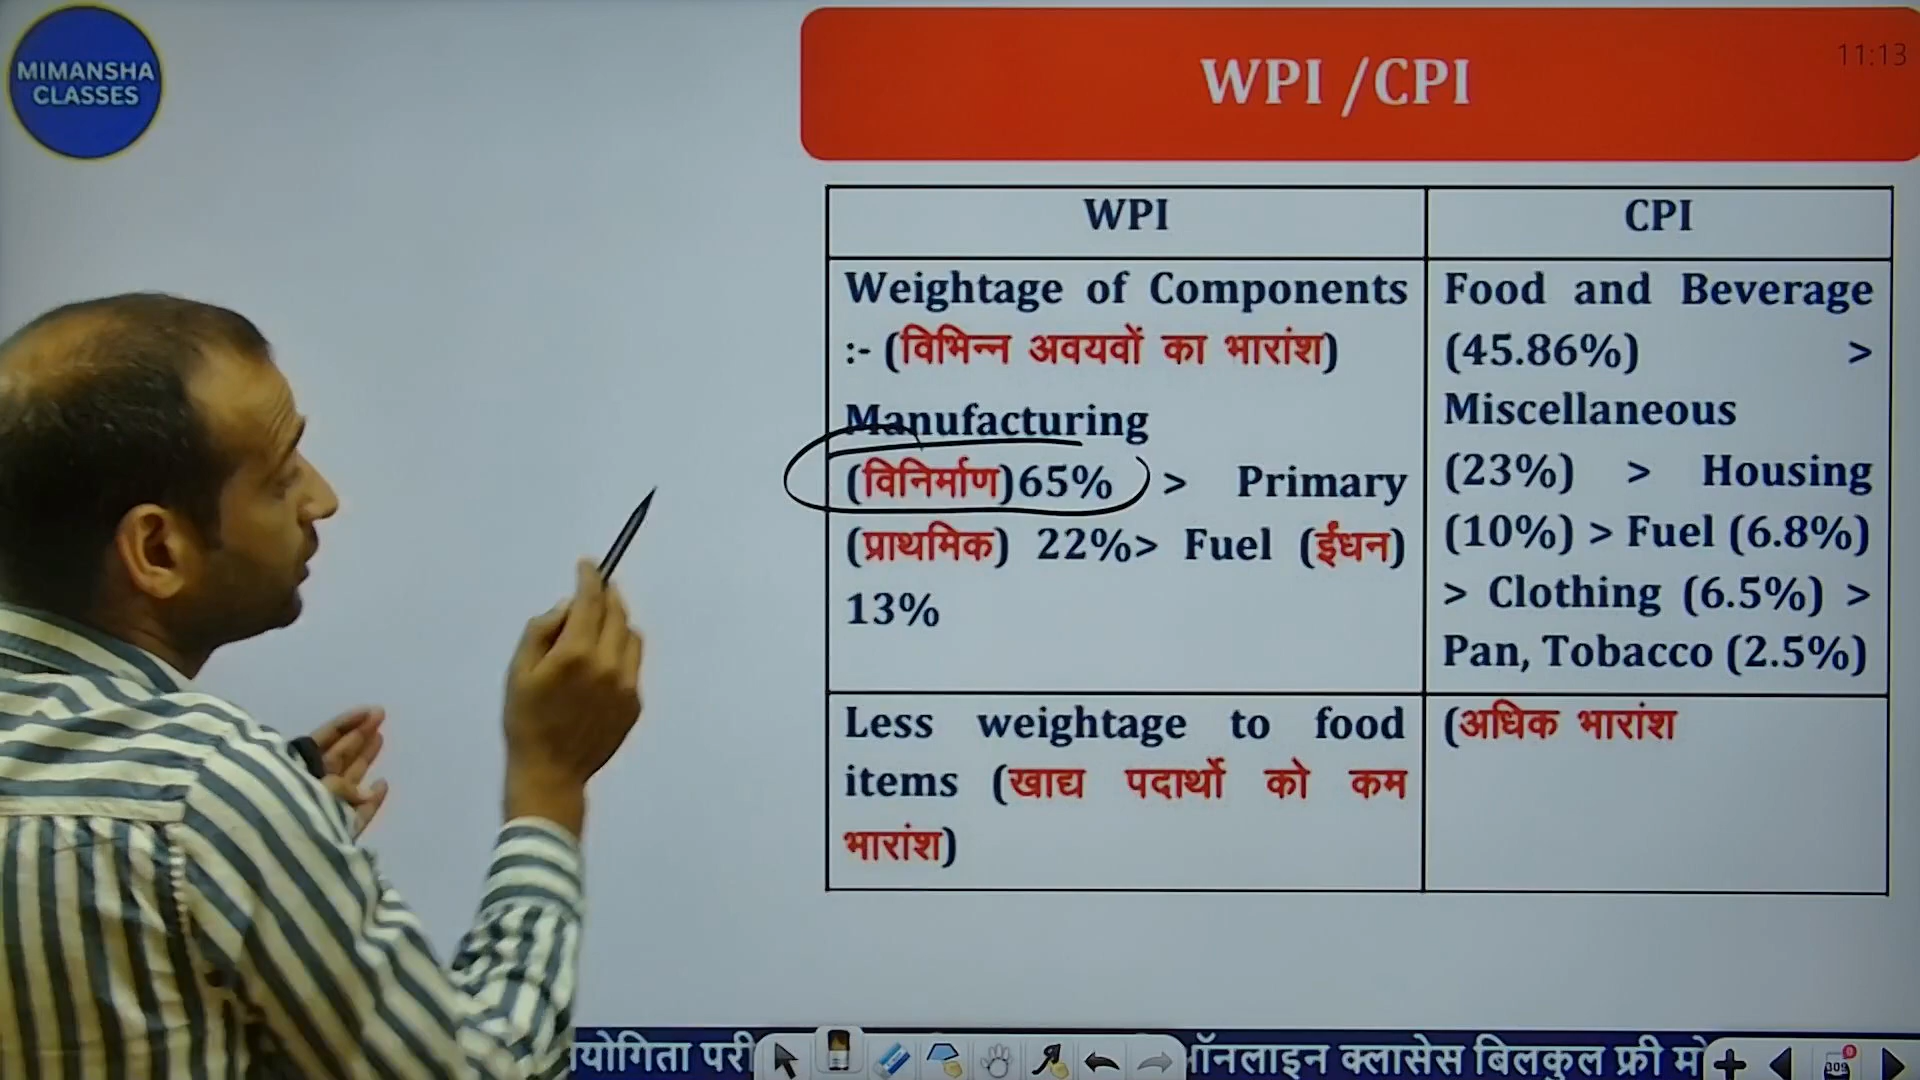 MIMANSHA
CLASSES
WPI /CPI
11:13
WPI
CPI
Weightage of Components
:- (विभिन्न अवयवों का भारांश)
Manufacturing
(विनिर्माण)65% > Primary
(प्राथमिक) 22%> Fuel (ईंधन)
13%
Food and Beverage
(45.86%) >
Miscellaneous
(23%) > Housing
(10%) > Fuel (6.8%)
> Clothing (6.5%) >
Pan, Tobacco (2.5%)
Less weightage to food
items (खाद्य पदार्थो को कम
भारांश)
(अधिक भारांश
योगिता परी
ऑनलाइन क्लासेस बिलकुल फ्री में
309